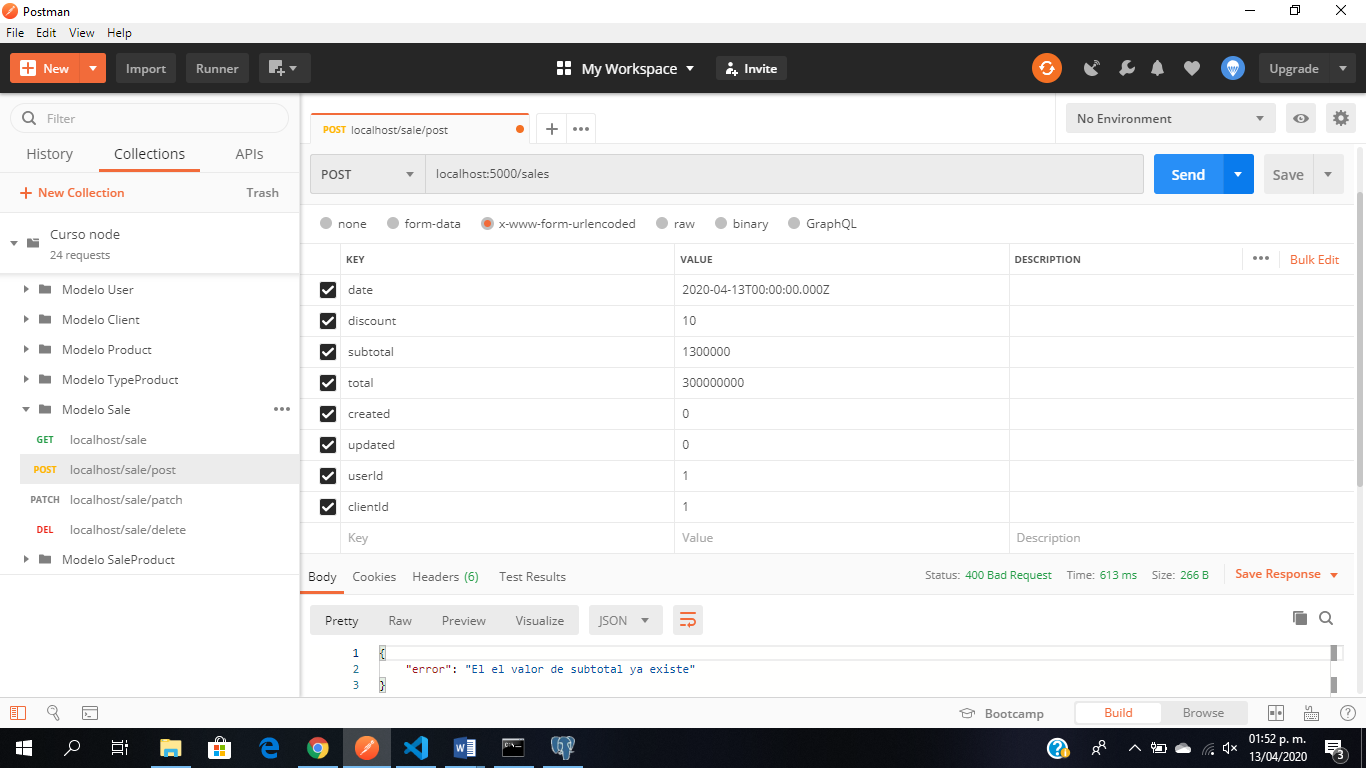 Postman
File Edit View Help
New Import Runner My Workspace Invite Upgrade
Filter
History Collections APIs
New Collection Trash
Curso node
24 requests
Modelo User
Modelo Client
Modelo Product
Modelo TypeProduct
Modelo Sale
GET localhost/sale
POST localhost/sale/post
PATCH localhost/sale/patch
DEL localhost/sale/delete
Modelo SaleProduct
POST localhost/sale/post
No Environment
POST localhost:5000/sales Send Save
none form-data x-www-form-urlencoded raw binary GraphQL
KEY VALUE DESCRIPTION Bulk Edit
date 2020-04-13T00:00:00.000Z
discount 10
subtotal 1300000
total 300000000
created 0
updated 0
userId 1
clientId 1
Key Value Description
Body Cookies Headers (6) Test Results Status: 400 Bad Request Time: 613 ms Size: 266 B Save Response
Pretty Raw Preview Visualize JSON
1 {
2 "error": "El el valor de subtotal ya existe"
3 }
Bootcamp Build Browse
01:52 p. m.
13/04/2020
3